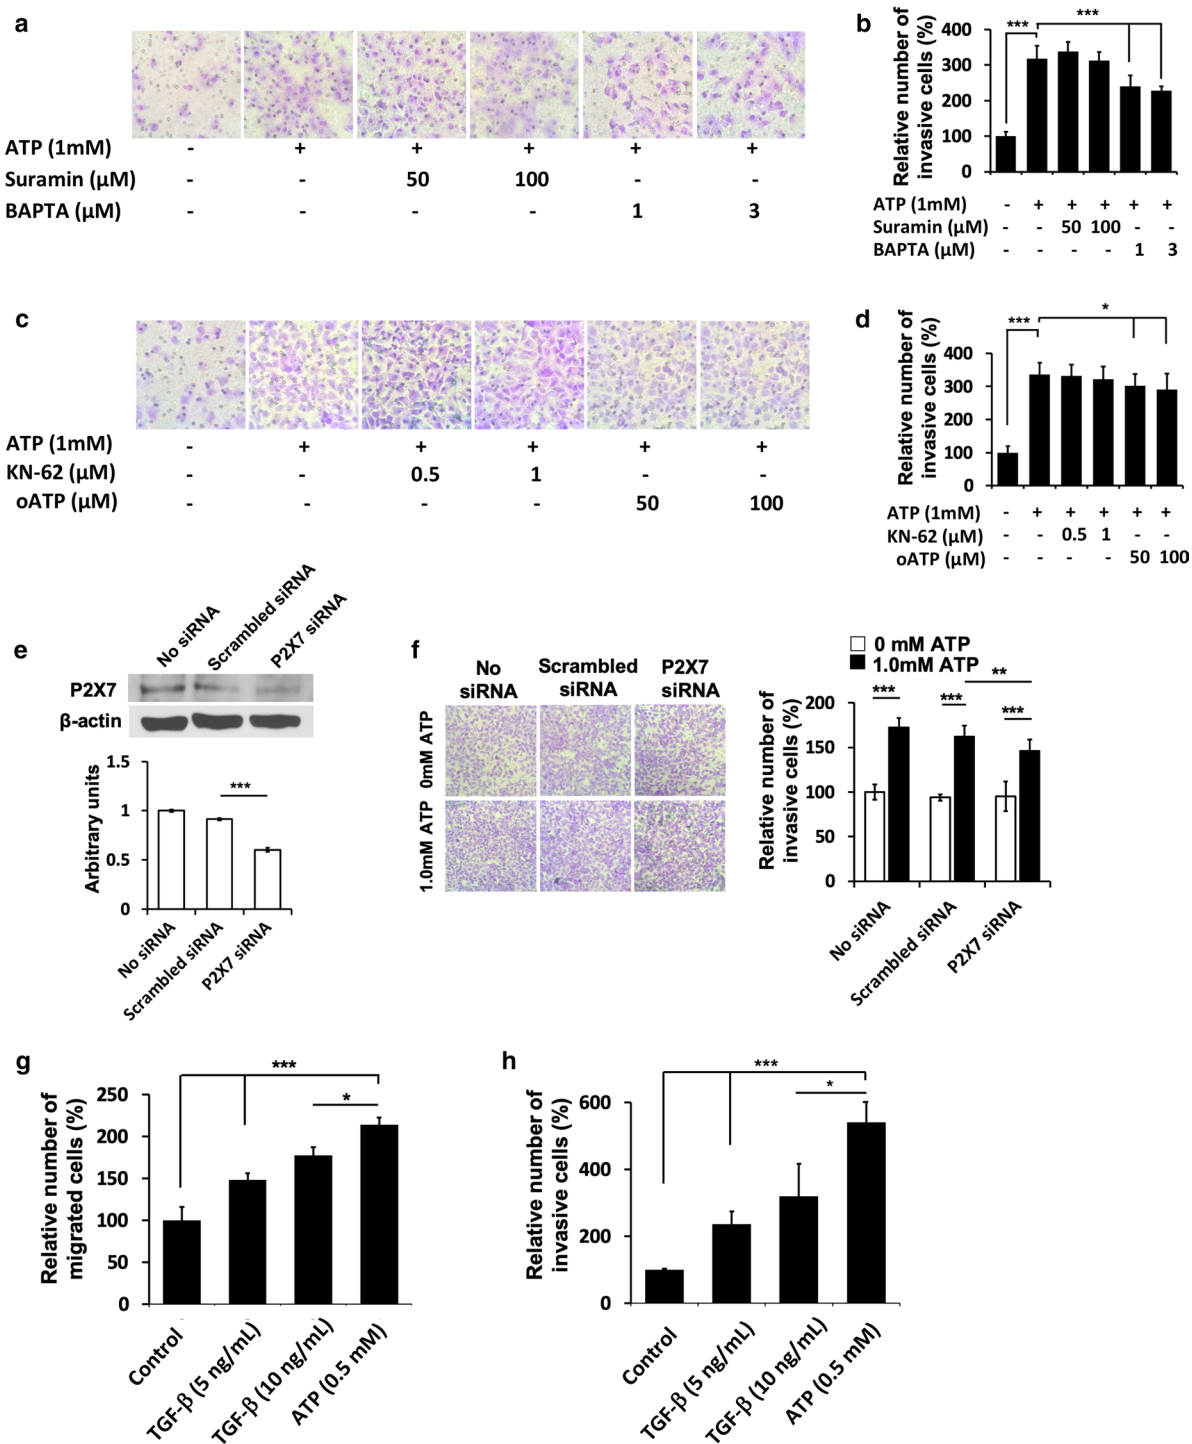 a
ATP (1mM) - + + + + +
Suramin (μM) - - 50 100 - -
BAPTA (μM) - - - - 1 3
b
Relative number of
invasive cells (%)
400
300
200
100
0
*** ***
ATP (1mM) - + + + + +
Suramin (μM) - - 50 100 - -
BAPTA (μM) - - - - 1 3
c
ATP (1mM) - + + + + +
KN-62 (μM) - - 0.5 1 - -
oATP (μM) - - - - 50 100
d
Relative number of
invasive cells (%)
400
300
200
100
0
*** *
ATP (1mM) - + + + + +
KN-62 (μM) - - 0.5 1 - -
oATP (μM) - - - - 50 100
e
No siRNA
Scrambled siRNA
P2X7 siRNA
P2X7
β-actin
Arbitrary units
1.5
1
0.5
0
***
No siRNA
Scrambled siRNA
P2X7 siRNA
f
No siRNA
Scrambled siRNA
P2X7 siRNA
0mM ATP
1.0mM ATP
0 mM ATP
1.0mM ATP
Relative number of
invasive cells (%)
200
150
100
50
0
*** *** *** **
No siRNA
Scrambled siRNA
P2X7 siRNA
g
Relative number of
migrated cells (%)
250
200
150
100
50
0
***
*
Control
TGF-β (5 ng/mL)
TGF-β (10 ng/mL)
ATP (0.5 mM)
h
Relative number of
invasive cells (%)
600
400
200
0
***
*
Control
TGF-β (5 ng/mL)
TGF-β (10 ng/mL)
ATP (0.5 mM)